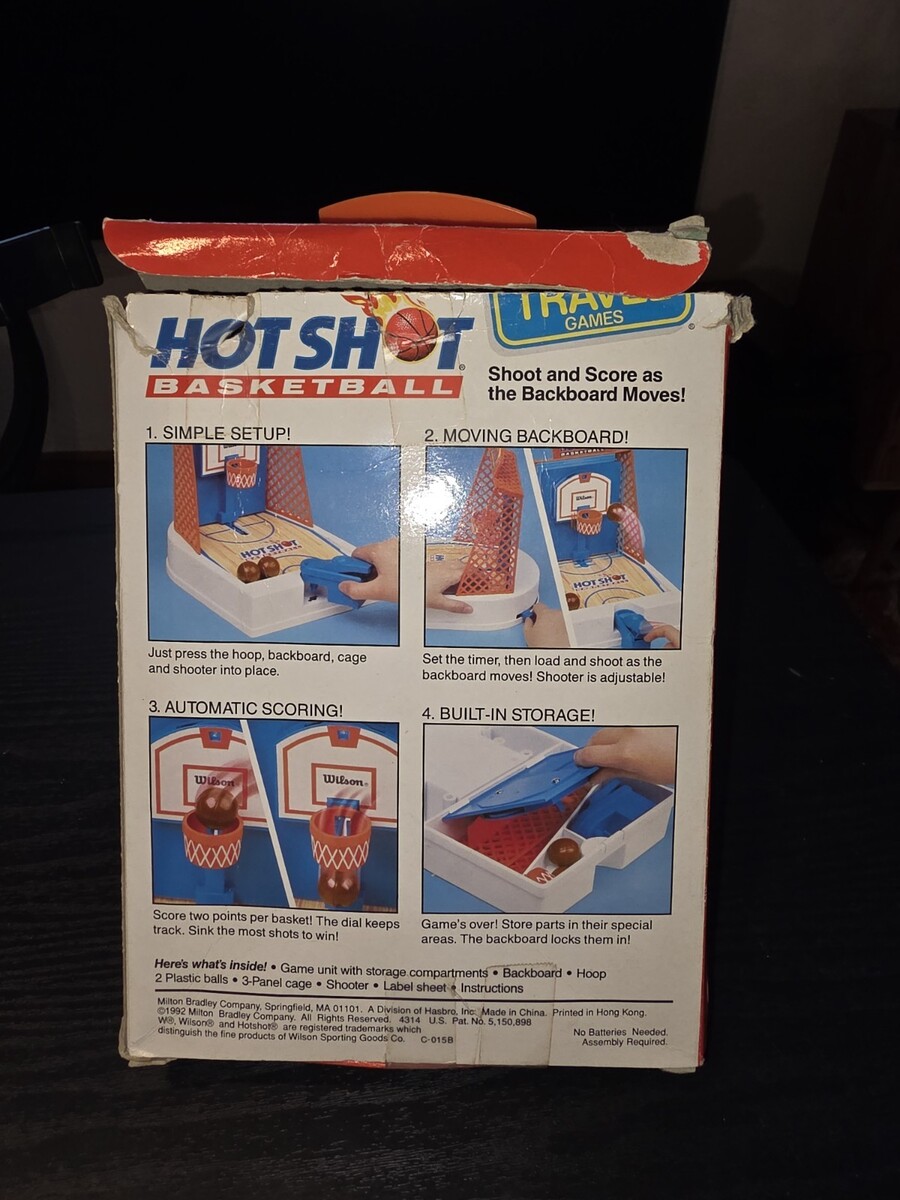 TRAVEL
GAMES
HOT SHOT®
BASKETBALL
Shoot and Score as
the Backboard Moves!
1. SIMPLE SETUP!
HOT SHOT
Just press the hoop, backboard, cage
and shooter into place.
2. MOVING BACKBOARD!
BASKETBALL
Wilson
HOT SHOT
Set the timer, then load and shoot as the
backboard moves! Shooter is adjustable!
3. AUTOMATIC SCORING!
Wilson
Wilson®
Score two points per basket! The dial keeps
track. Sink the most shots to win!
4. BUILT-IN STORAGE!
Game's over! Store parts in their special
areas. The backboard locks them in!
Here's what's inside! • Game unit with storage compartments • Backboard • Hoop
2 Plastic balls • 3-Panel cage • Shooter • Label sheet • Instructions
Milton Bradley Company, Springfield, MA 01101. A Division of Hasbro, Inc. Made in China. Printed in Hong Kong.
©1992 Milton Bradley Company. All Rights Reserved. 4314 U.S. Pat. No. 5,150,898
W®, Wilson® and Hotshot® are registered trademarks which
distinguish the fine products of Wilson Sporting Goods Co. C-015B
No Batteries Needed.
Assembly Required.